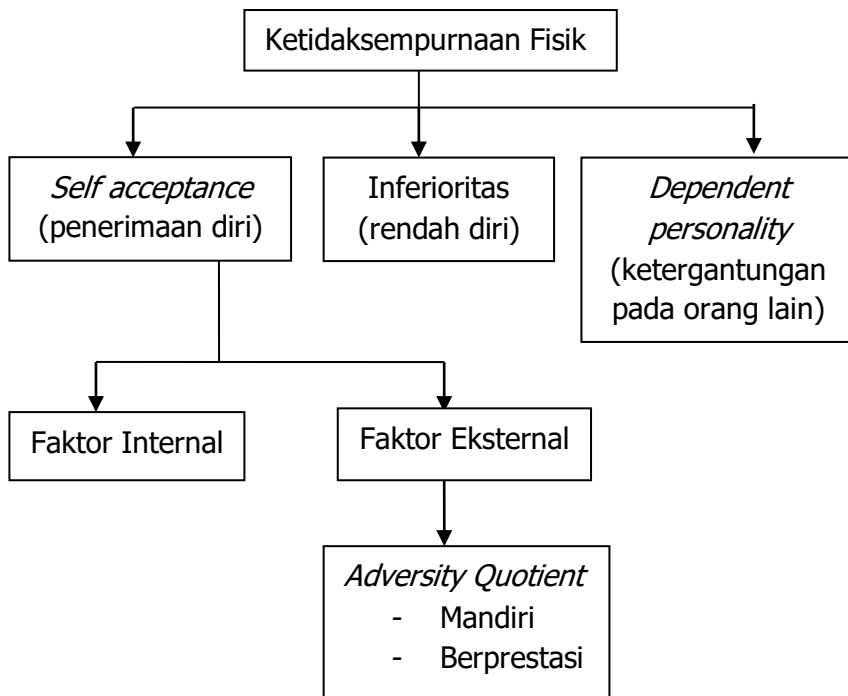 Ketidaksempurnaan Fisik
Self acceptance
(penerimaan diri)
Inferioritas
(rendah diri)
Dependent
personality
(ketergantungan
pada orang lain)
Faktor Internal
Faktor Eksternal
Adversity Quotient
- Mandiri
- Berprestasi